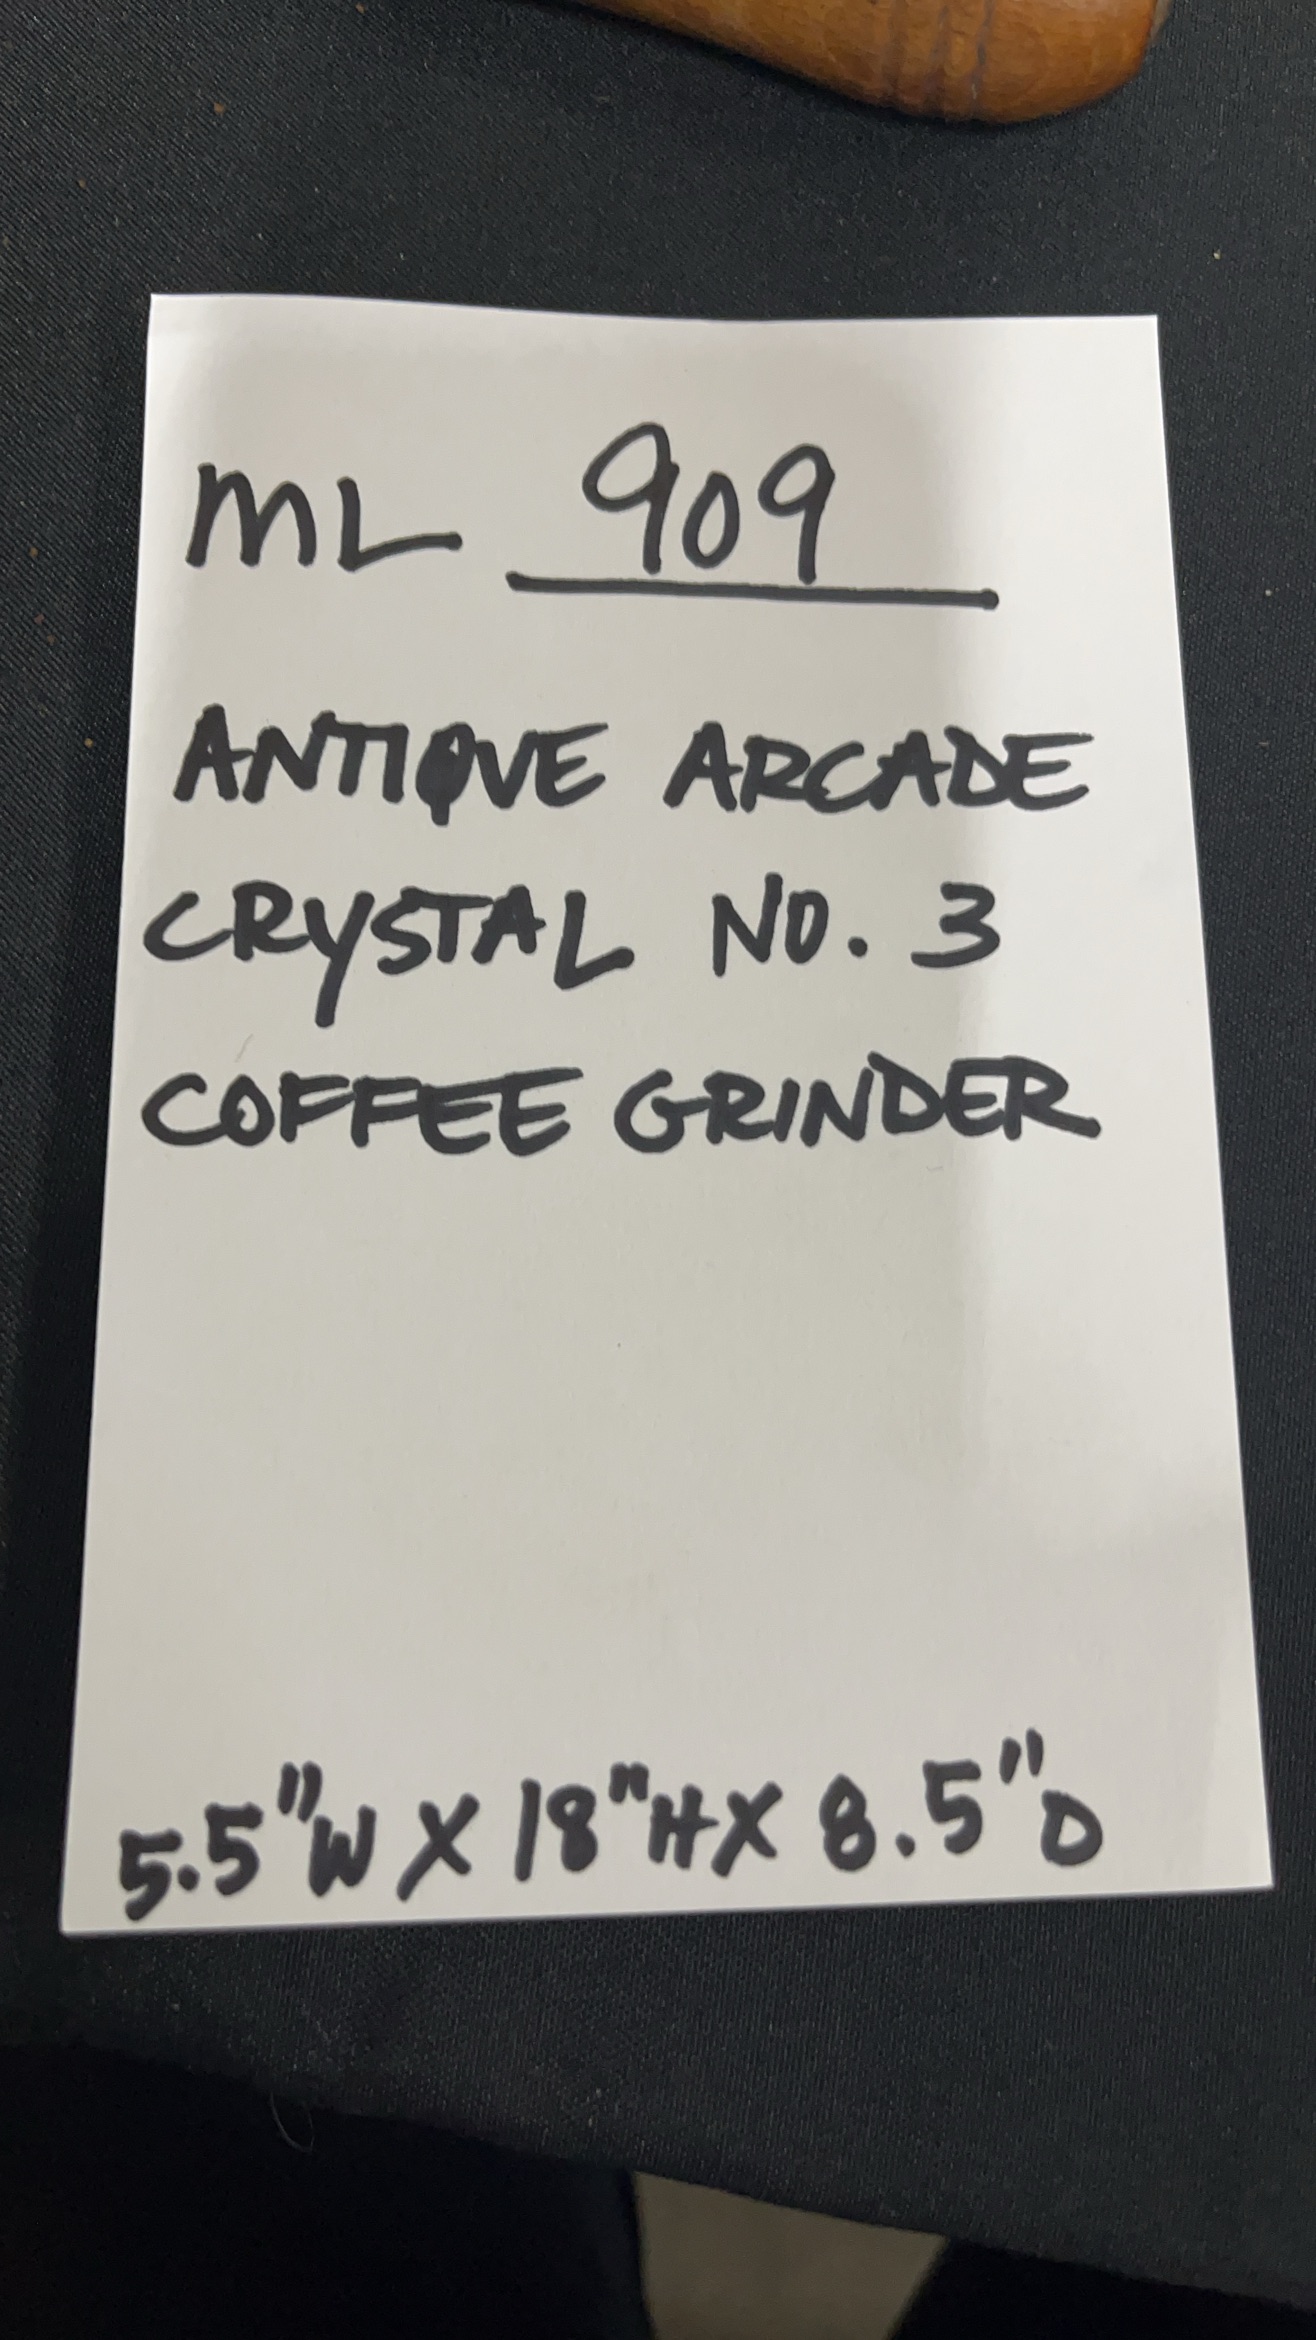 ML 909
ANTIQUE ARCADE
CRYSTAL NO. 3
COFFEE GRINDER
5.5"W X 18"H X 8.5"D